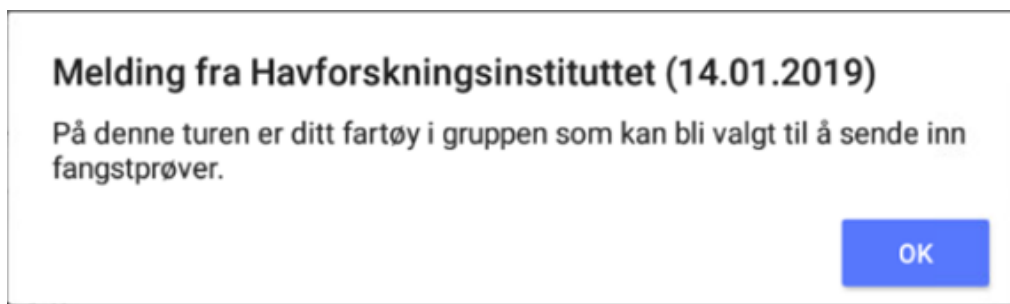 Melding fra Havforskningsinstituttet (14.01.2019)
På denne turen er ditt fartøy i gruppen som kan bli valgt til å sende inn
fangstprøver.
OK